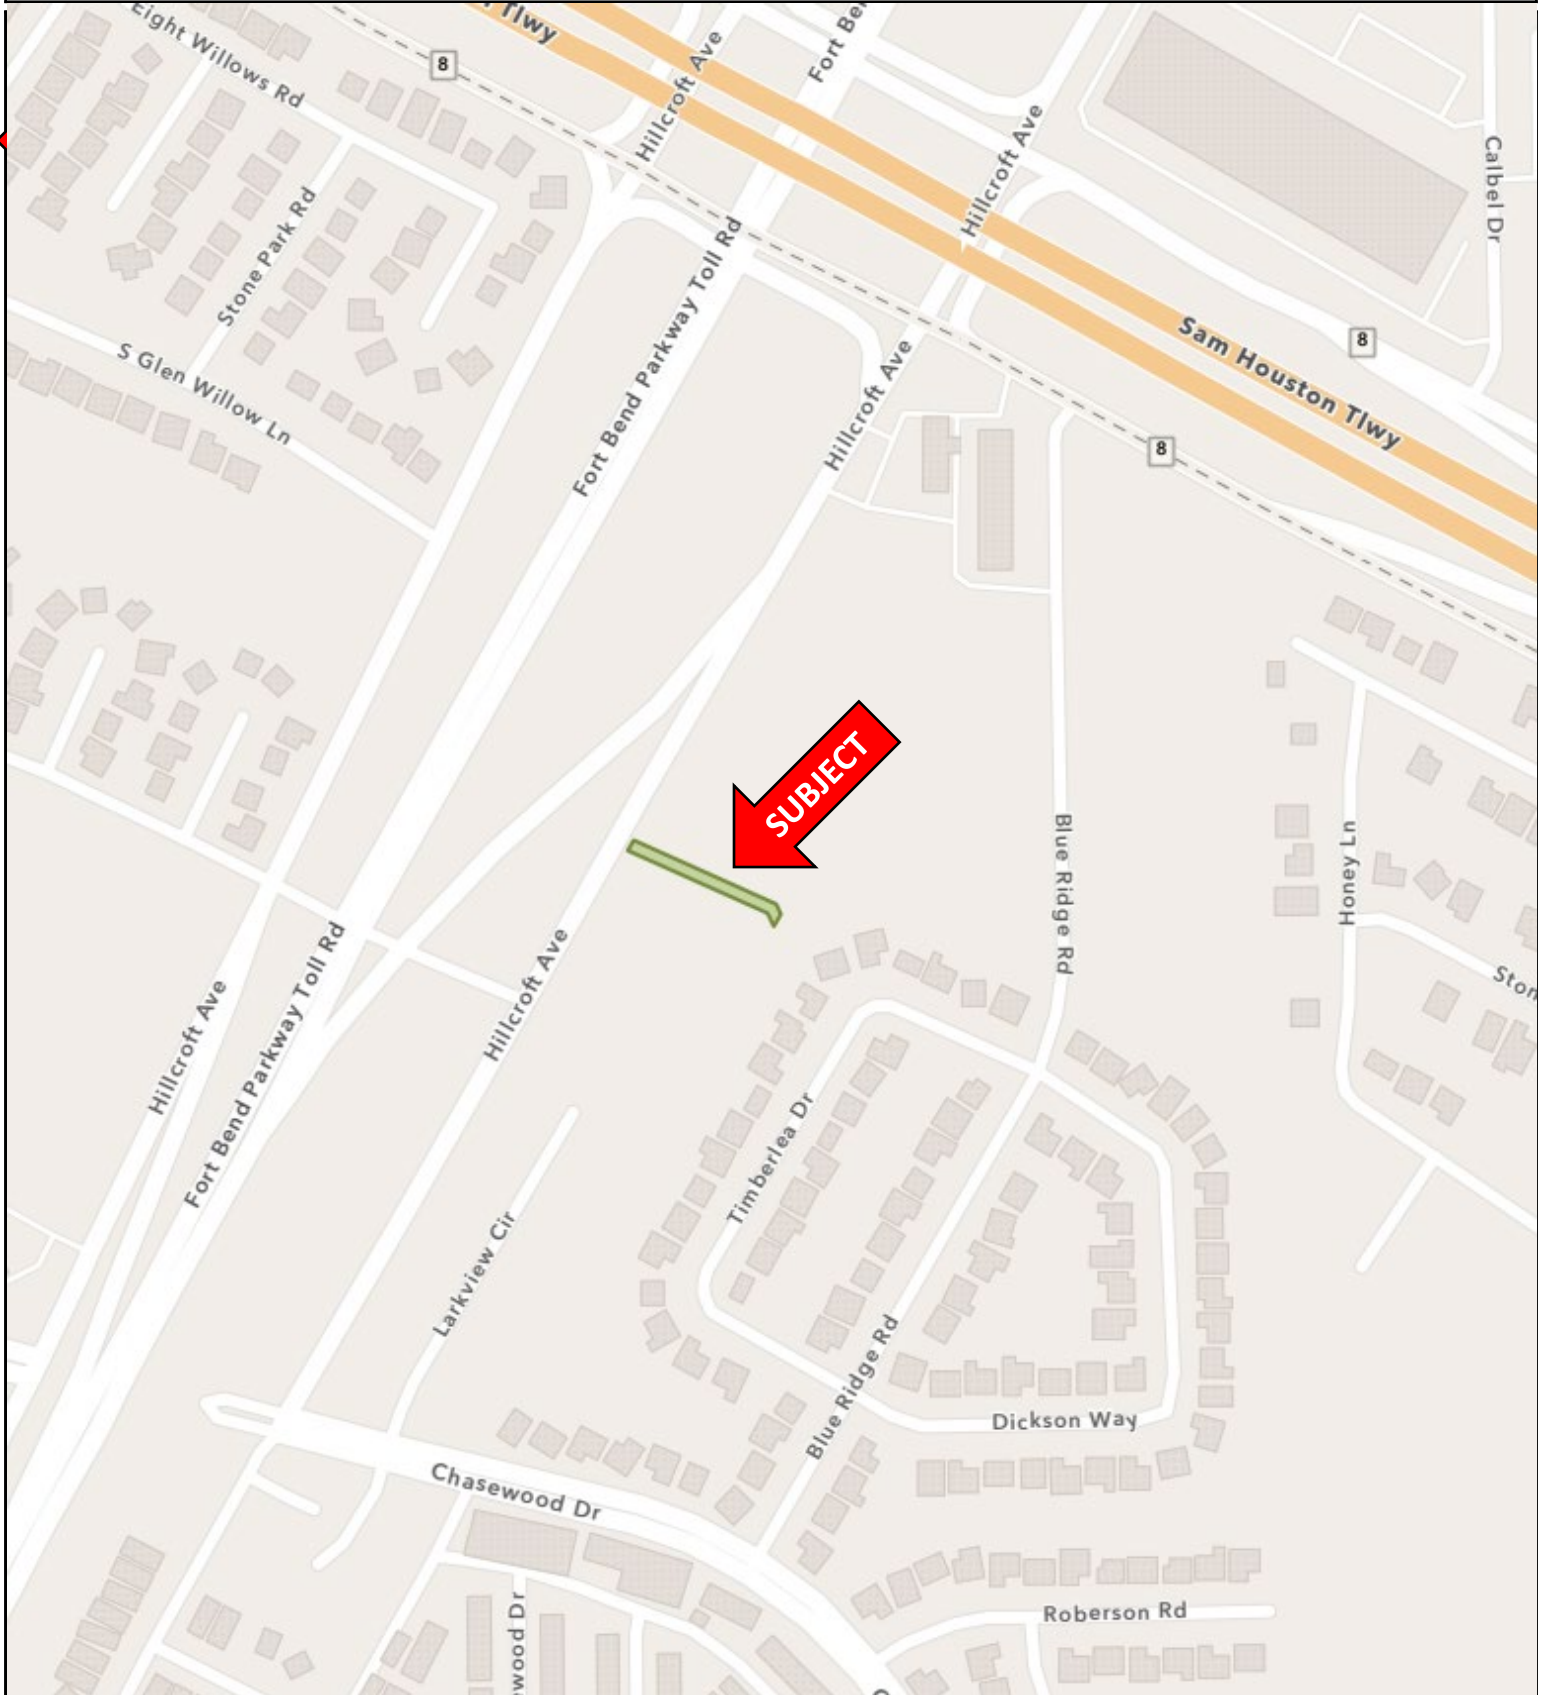 Tlwy
Eight Willows Rd
8
Hillcroft Ave
Fort Be
Hillcroft Ave
Calbel Dr
Stone Park Rd
Fort Bend Parkway Toll Rd
Sam Houston Tlwy
8
S Glen Willow Ln
Hillcroft Ave
8
SUBJECT
Blue Ridge Rd
Honey Ln
Hillcroft Ave
Fort Bend Parkway Toll Rd
Hillcroft Ave
Ston
Timberlea Dr
Larkview Cir
Blue Ridge Rd
Dickson Way
Chasewood Dr
wood Dr
Roberson Rd